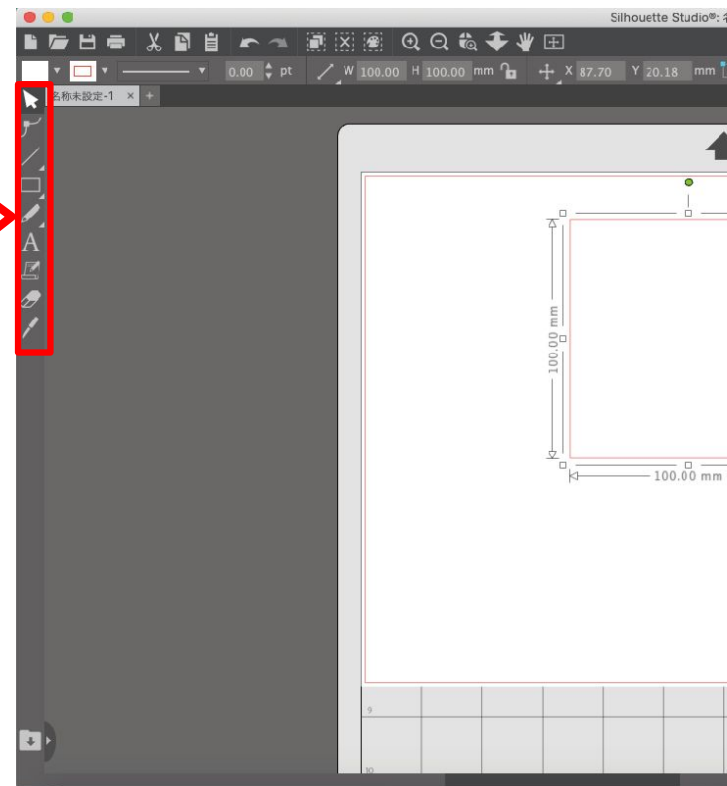 Silhouette Studio®: 名
0.00 pt W 100.00 H 100.00 mm X 87.70 Y 20.18 mm
名称未設定-1 × +
A
100.00 mm
100.00 mm
9
10